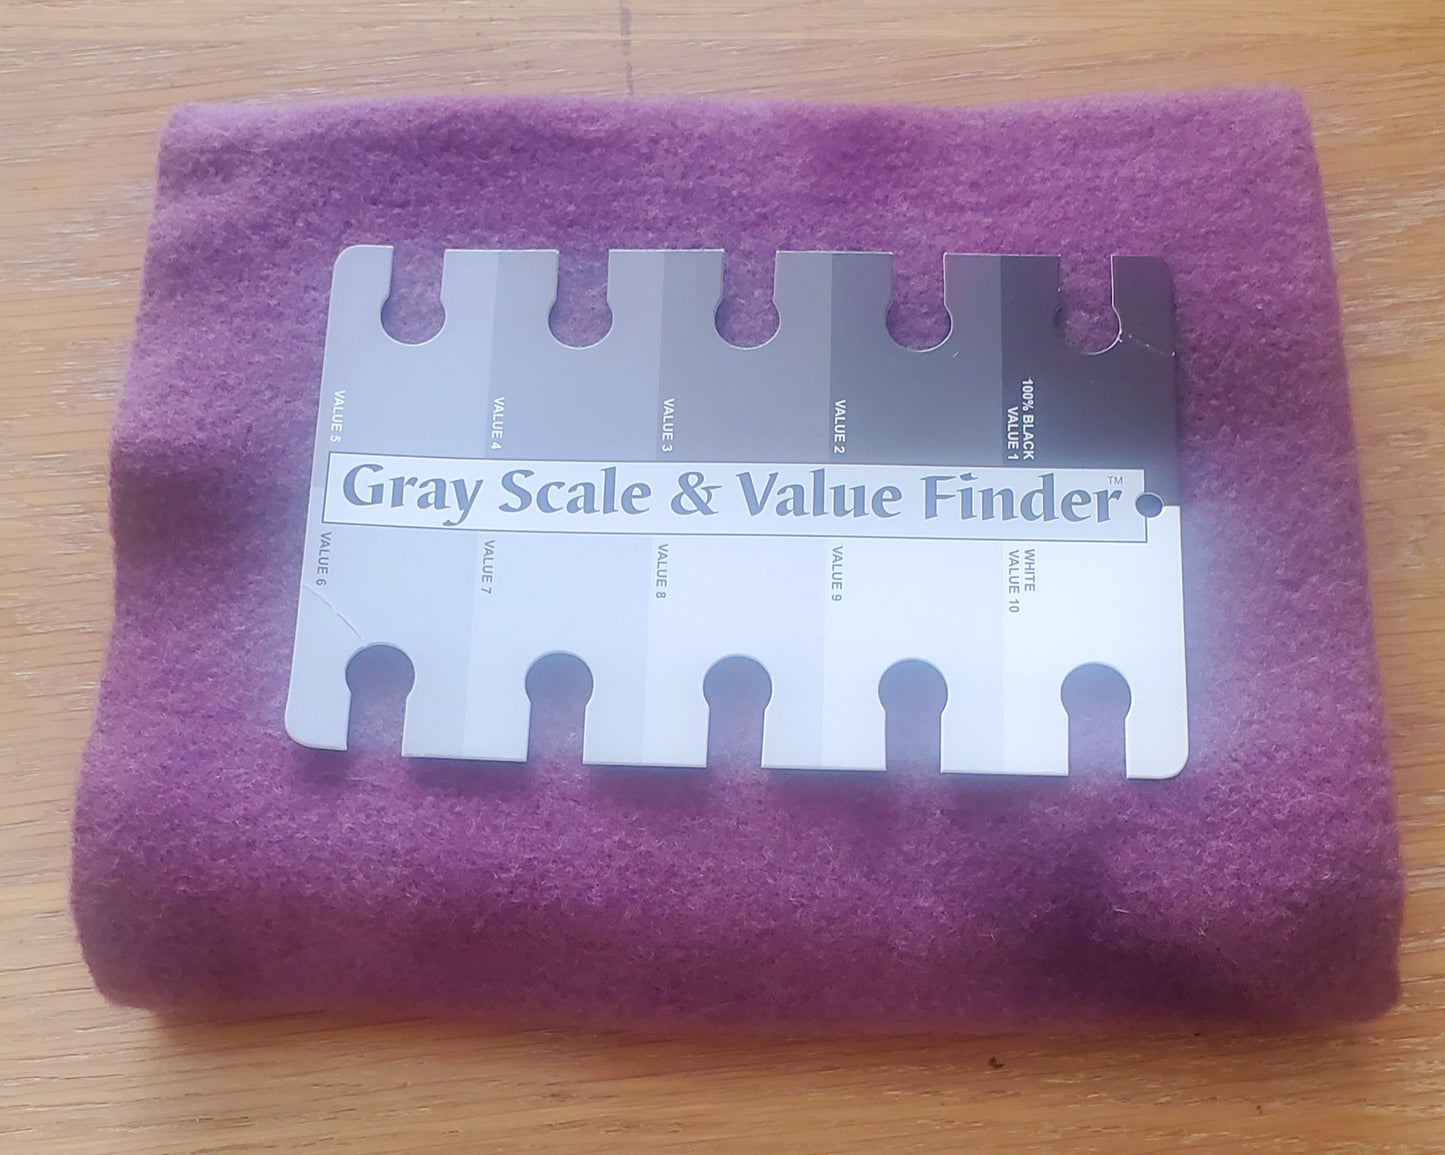 VALUE 5
VALUE 4
VALUE 3
VALUE 2
100% BLACK
VALUE 1
Gray Scale & Value Finder™
VALUE 6
VALUE 7
VALUE 8
VALUE 9
WHITE
VALUE 10